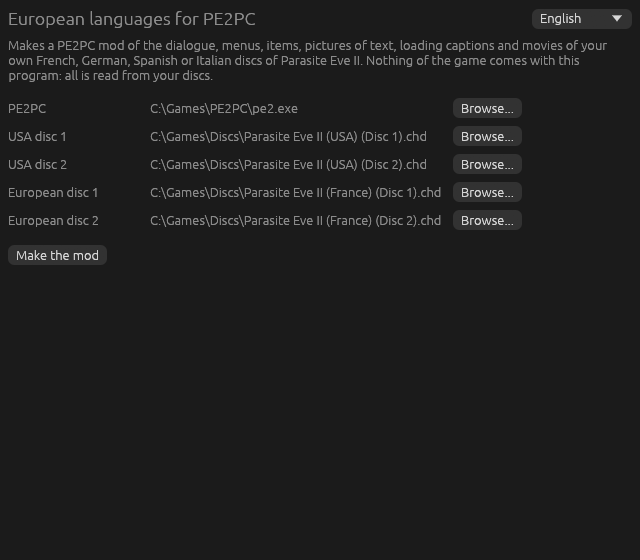 European languages for PE2PC
English
Makes a PE2PC mod of the dialogue, menus, items, pictures of text, loading captions and movies of your
own French, German, Spanish or Italian discs of Parasite Eve II. Nothing of the game comes with this
program: all is read from your discs.
PE2PC C:\Games\PE2PC\pe2.exe Browse...
USA disc 1 C:\Games\Discs\Parasite Eve II (USA) (Disc 1).chd Browse...
USA disc 2 C:\Games\Discs\Parasite Eve II (USA) (Disc 2).chd Browse...
European disc 1 C:\Games\Discs\Parasite Eve II (France) (Disc 1).chd Browse...
European disc 2 C:\Games\Discs\Parasite Eve II (France) (Disc 2).chd Browse...
Make the mod